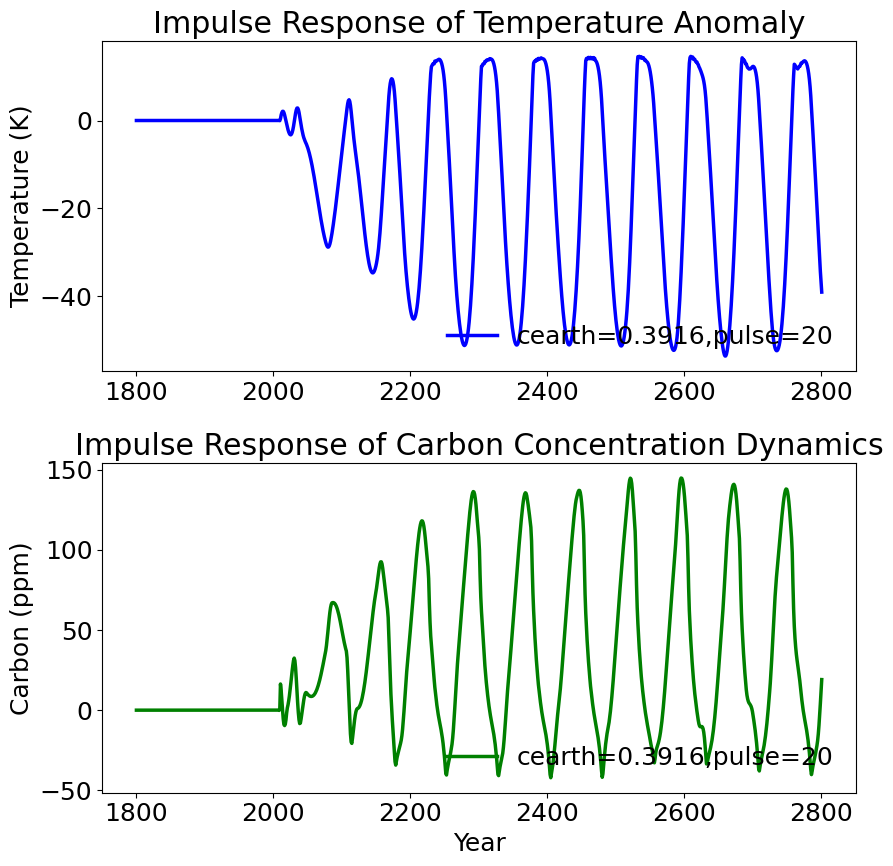 Impulse Response of Temperature Anomaly
Temperature (K)
0
−20
−40
cearth=0.3916,pulse=20
1800 2000 2200 2400 2600 2800
Impulse Response of Carbon Concentration Dynamics
Carbon (ppm)
150
100
50
0
−50
cearth=0.3916,pulse=20
1800 2000 2200 2400 2600 2800
Year